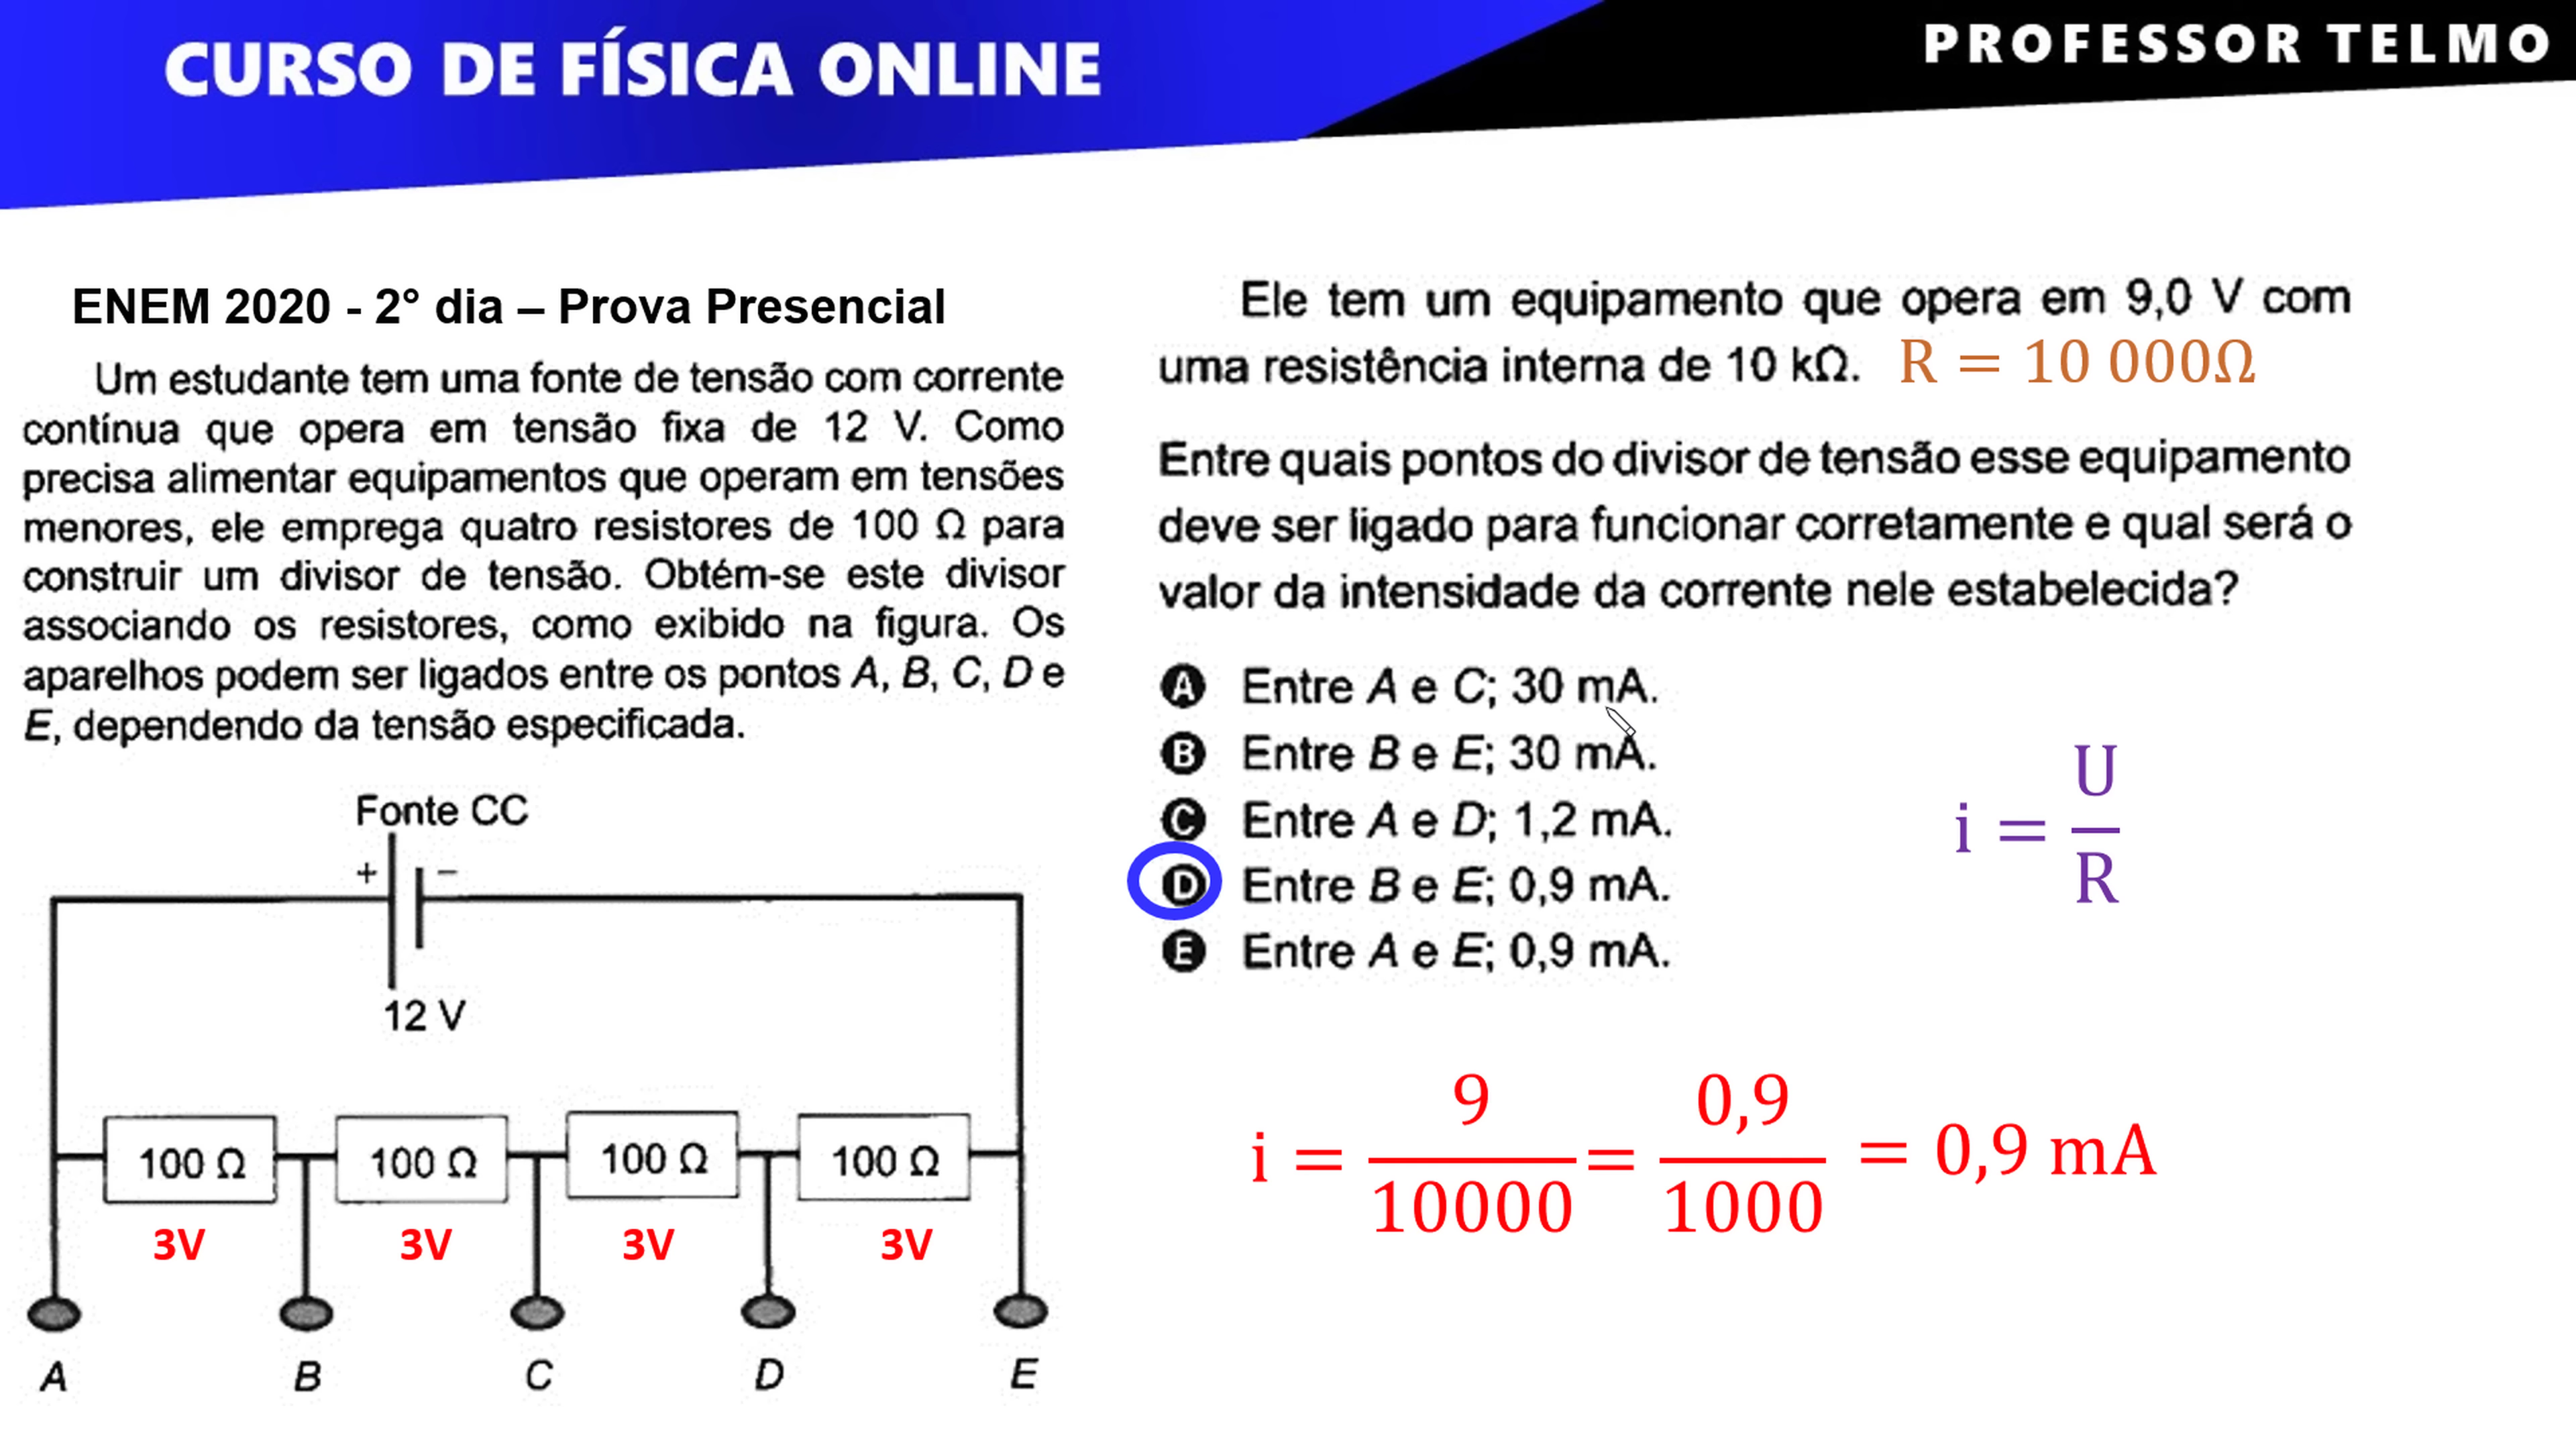 CURSO DE FÍSICA ONLINE
PROFESSOR TELMO
ENEM 2020 - 2° dia – Prova Presencial
Um estudante tem uma fonte de tensão com corrente
contínua que opera em tensão fixa de 12 V. Como
precisa alimentar equipamentos que operam em tensões
menores, ele emprega quatro resistores de 100 Ω para
construir um divisor de tensão. Obtém-se este divisor
associando os resistores, como exibido na figura. Os
aparelhos podem ser ligados entre os pontos A, B, C, D e
E, dependendo da tensão especificada.
Fonte CC
+ −
12 V
100 Ω 100 Ω 100 Ω 100 Ω
3V 3V 3V 3V
A B C D E
Ele tem um equipamento que opera em 9,0 V com
uma resistência interna de 10 kΩ. R = 10 000Ω
Entre quais pontos do divisor de tensão esse equipamento
deve ser ligado para funcionar corretamente e qual será o
valor da intensidade da corrente nele estabelecida?
A Entre A e C; 30 mA.
B Entre B e E; 30 mA.
C Entre A e D; 1,2 mA.
D Entre B e E; 0,9 mA.
E Entre A e E; 0,9 mA.
U
i =
R
9 0,9
i = = = 0,9 mA
10000 1000